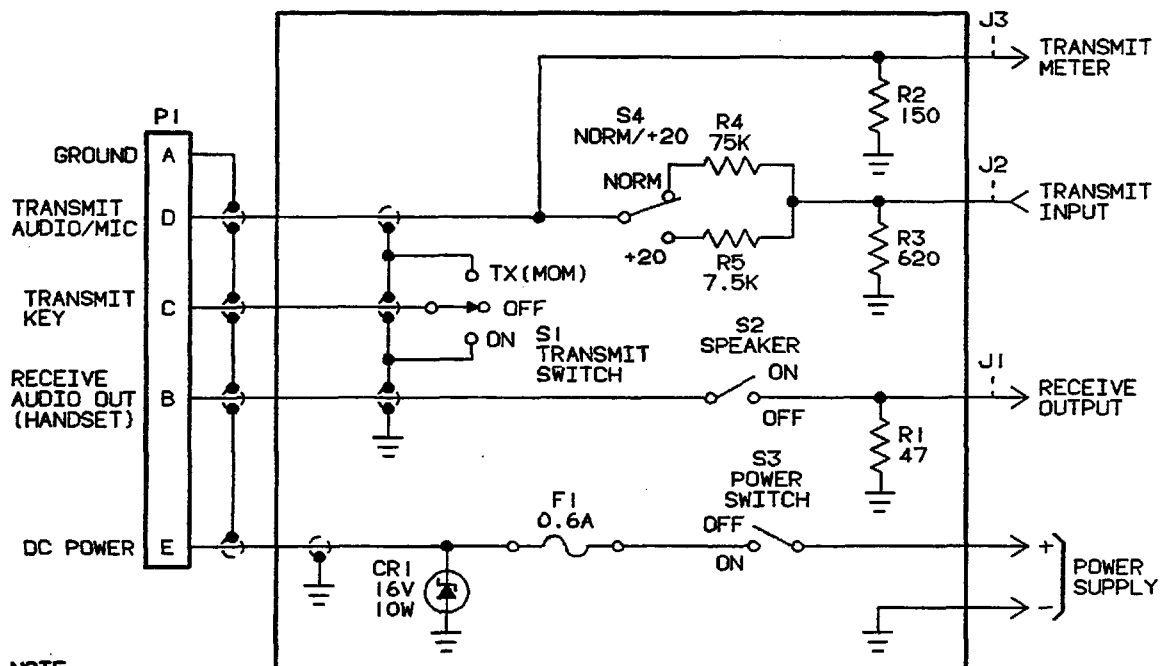 J3
TRANSMIT
METER
R2
150
P1
S4
NORM/+20
R4
75K
GROUND
A
NORM
J2
TRANSMIT
INPUT
TRANSMIT
AUDIO/MIC
D
+20
R5
7.5K
R3
620
TX(MOM)
TRANSMIT
KEY
C
OFF
ON
S1
TRANSMIT
SWITCH
S2
SPEAKER
ON
OFF
RECEIVE
AUDIO OUT
(HANDSET)
B
J1
RECEIVE
OUTPUT
R1
47
S3
POWER
SWITCH
F1
0.6A
OFF
ON
DC POWER
E
CR1
16V
10W
+
-
POWER
SUPPLY
NOTE